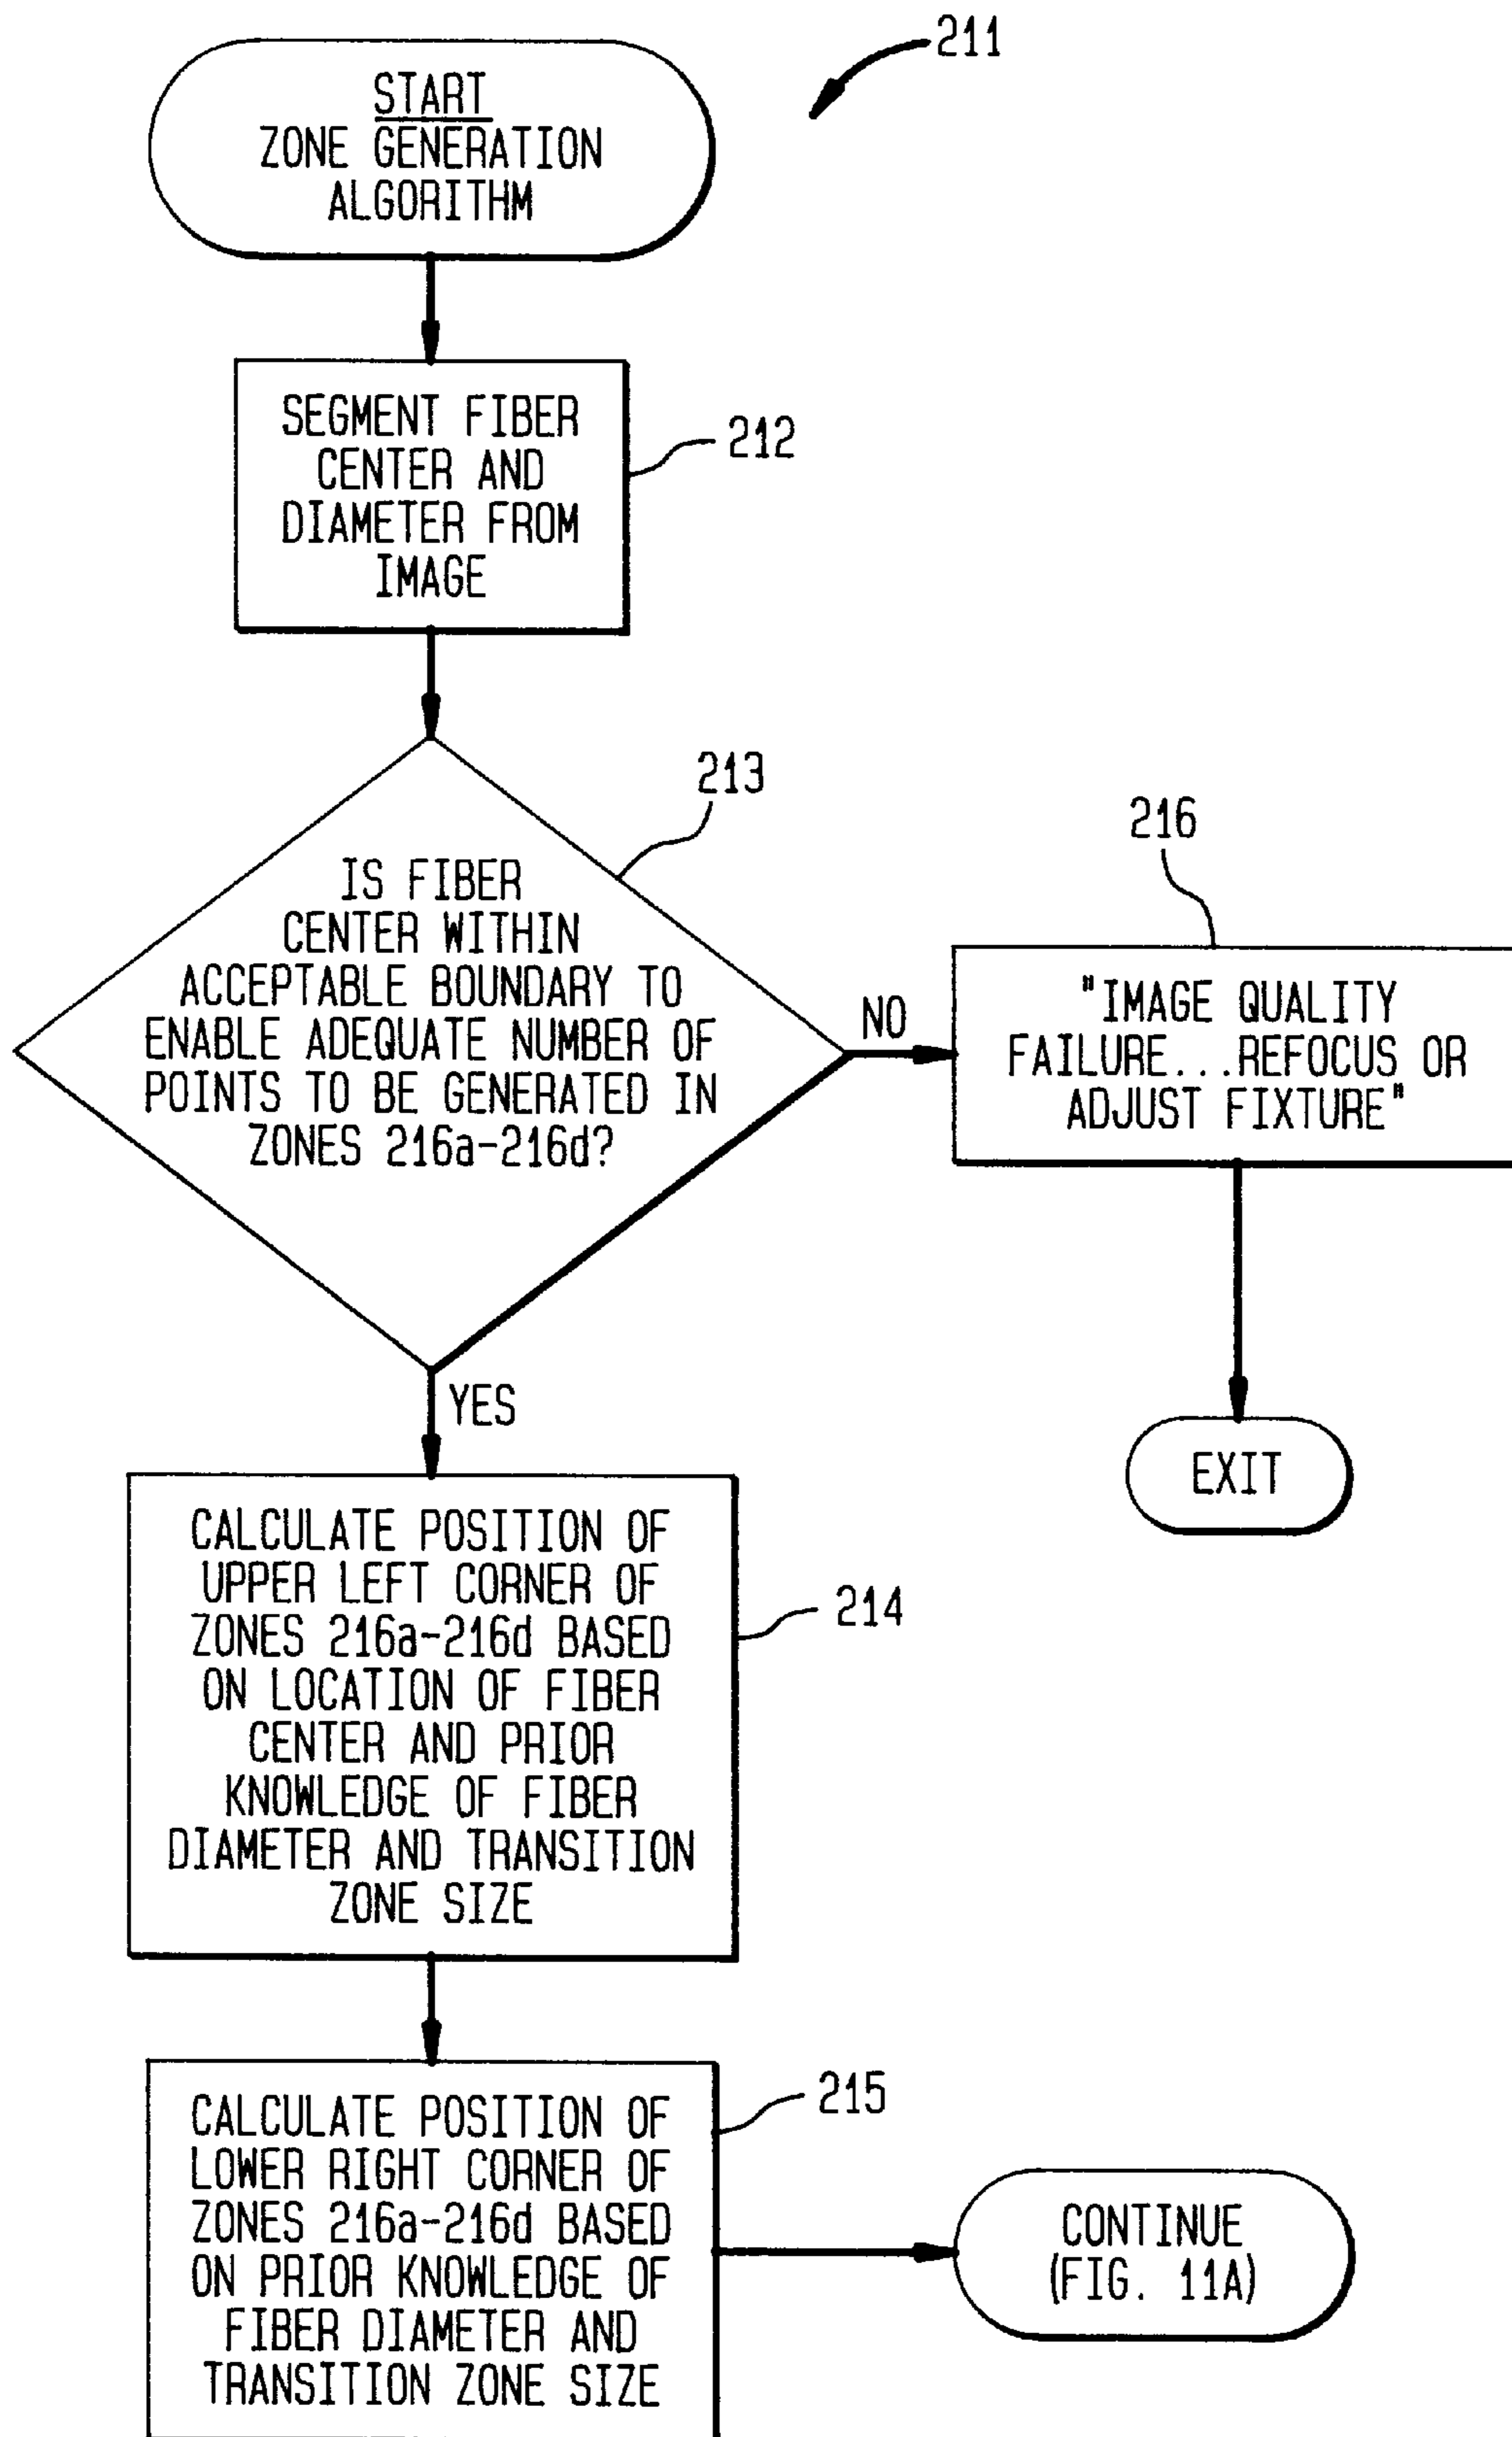 211
START
ZONE GENERATION
ALGORITHM
SEGMENT FIBER
CENTER AND
DIAMETER FROM
IMAGE
212
213
IS FIBER
CENTER WITHIN
ACCEPTABLE BOUNDARY TO
ENABLE ADEQUATE NUMBER OF
POINTS TO BE GENERATED IN
ZONES 216a-216d?
NO
216
"IMAGE QUALITY
FAILURE...REFOCUS OR
ADJUST FIXTURE"
EXIT
YES
CALCULATE POSITION OF
UPPER LEFT CORNER OF
ZONES 216a-216d BASED
ON LOCATION OF FIBER
CENTER AND PRIOR
KNOWLEDGE OF FIBER
DIAMETER AND TRANSITION
ZONE SIZE
214
CALCULATE POSITION OF
LOWER RIGHT CORNER OF
ZONES 216a-216d BASED
ON PRIOR KNOWLEDGE OF
FIBER DIAMETER AND
TRANSITION ZONE SIZE
215
CONTINUE
(FIG. 11A)